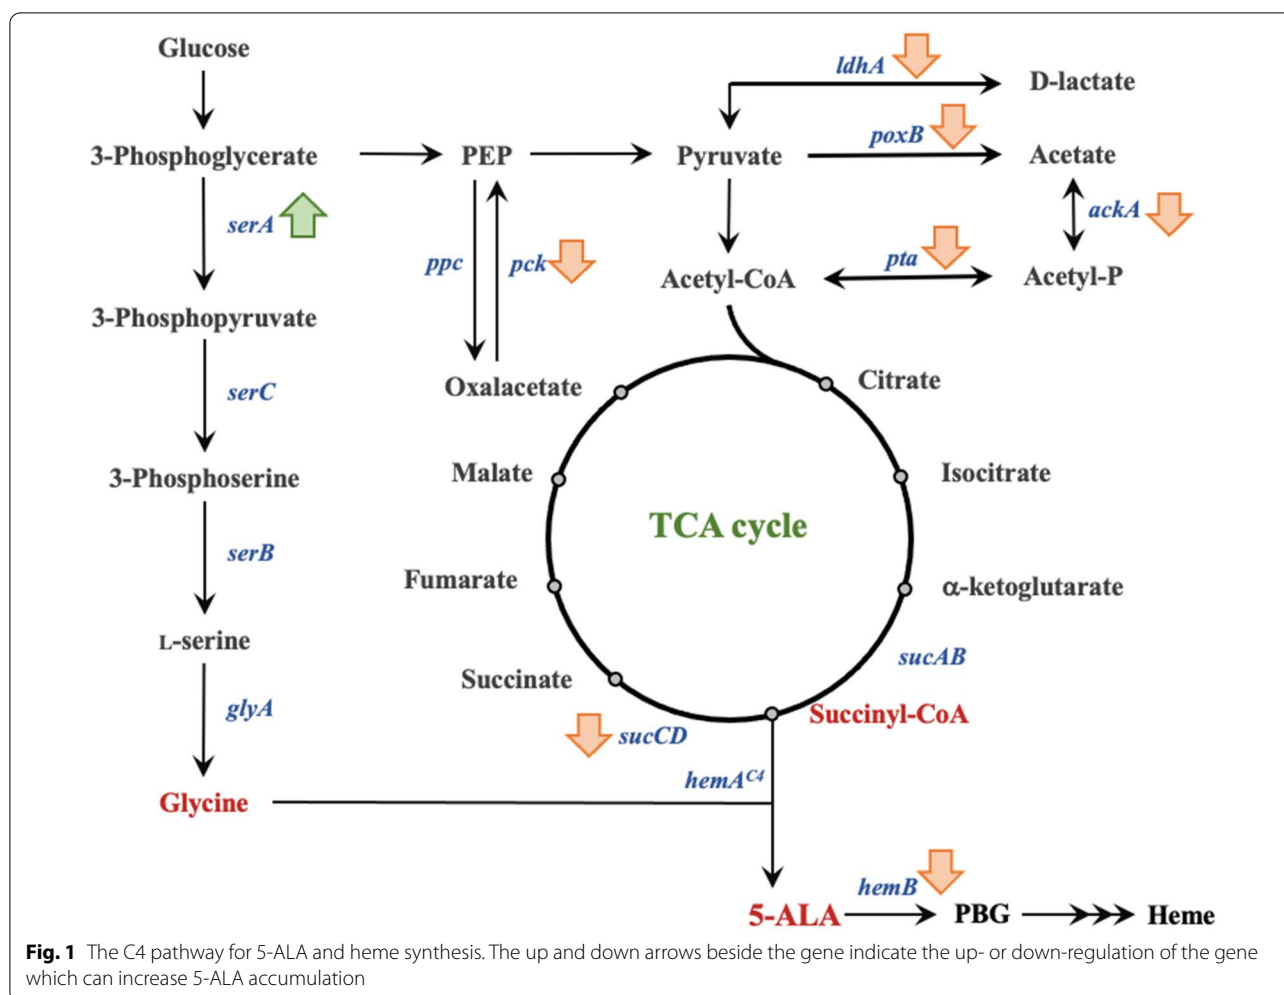 Glucose
ldhA
D-lactate
3-Phosphoglycerate
PEP
Pyruvate
poxB
Acetate
serA
ppc
pck
ackA
pta
Acetyl-CoA
Acetyl-P
3-Phosphopyruvate
Oxalacetate
Citrate
serC
Malate
Isocitrate
3-Phosphoserine
TCA cycle
serB
Fumarate
α-ketoglutarate
L-serine
sucAB
Succinate
glyA
Succinyl-CoA
sucCD
hemA^C4
Glycine
hemB
5-ALA
PBG
Heme
Fig. 1 The C4 pathway for 5-ALA and heme synthesis. The up and down arrows beside the gene indicate the up- or down-regulation of the gene
which can increase 5-ALA accumulation